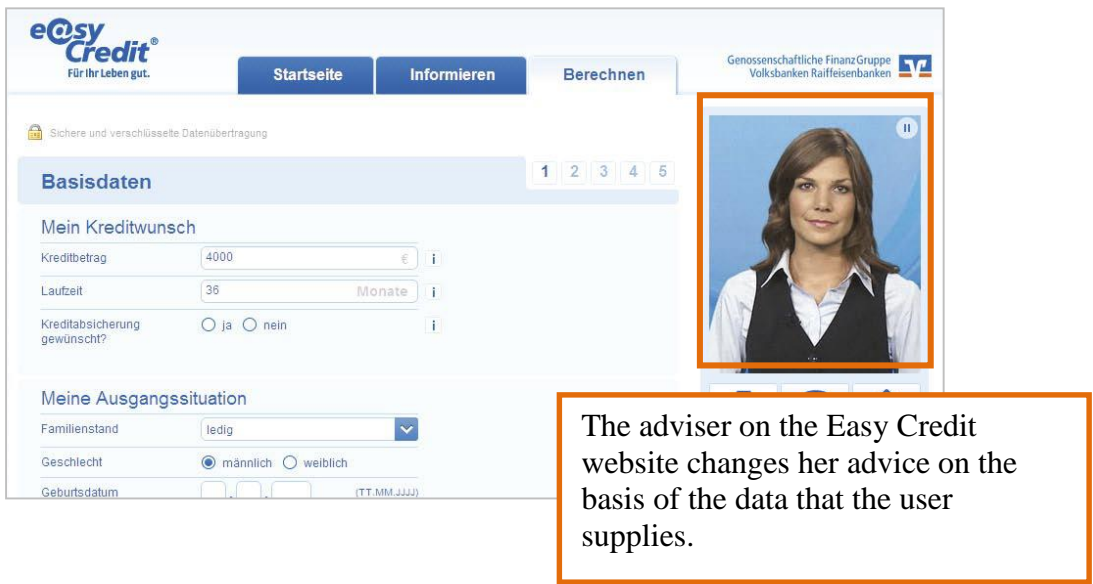 e@sy
Credit®
Für Ihr Leben gut.
Startseite
Informieren
Berechnen
Genossenschaftliche FinanzGruppe
Volksbanken Raiffeisenbanken
Sichere und verschlüsselte Datenübertragung
Basisdaten
1 2 3 4 5
Mein Kreditwunsch
Kreditbetrag 4000 € i
Laufzeit 36 Monate i
Kreditabsicherung
gewünscht? ja nein i
Meine Ausgangssituation
Familienstand ledig
Geschlecht männlich weiblich
Geburtsdatum . . (TT.MM.JJJJ)
The adviser on the Easy Credit
website changes her advice on the
basis of the data that the user
supplies.